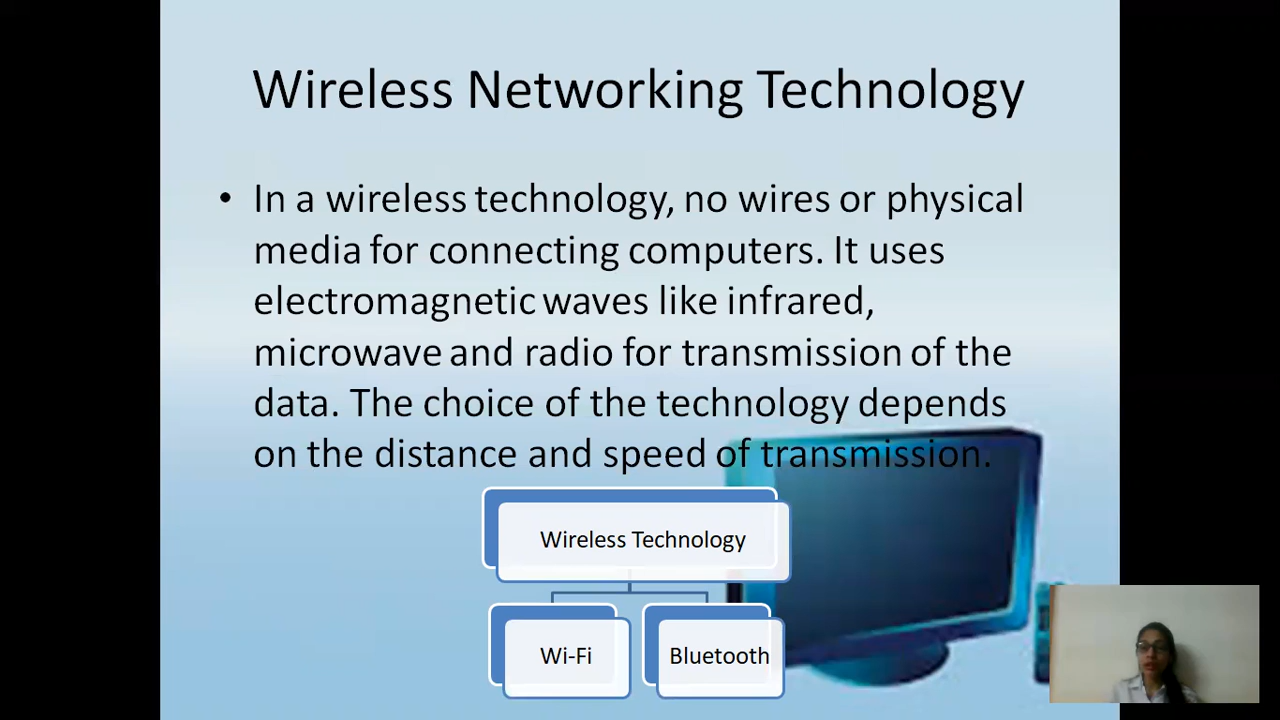 Wireless Networking Technology
• In a wireless technology, no wires or physical
media for connecting computers. It uses
electromagnetic waves like infrared,
microwave and radio for transmission of the
data. The choice of the technology depends
on the distance and speed of transmission.
Wireless Technology
Wi-Fi
Bluetooth